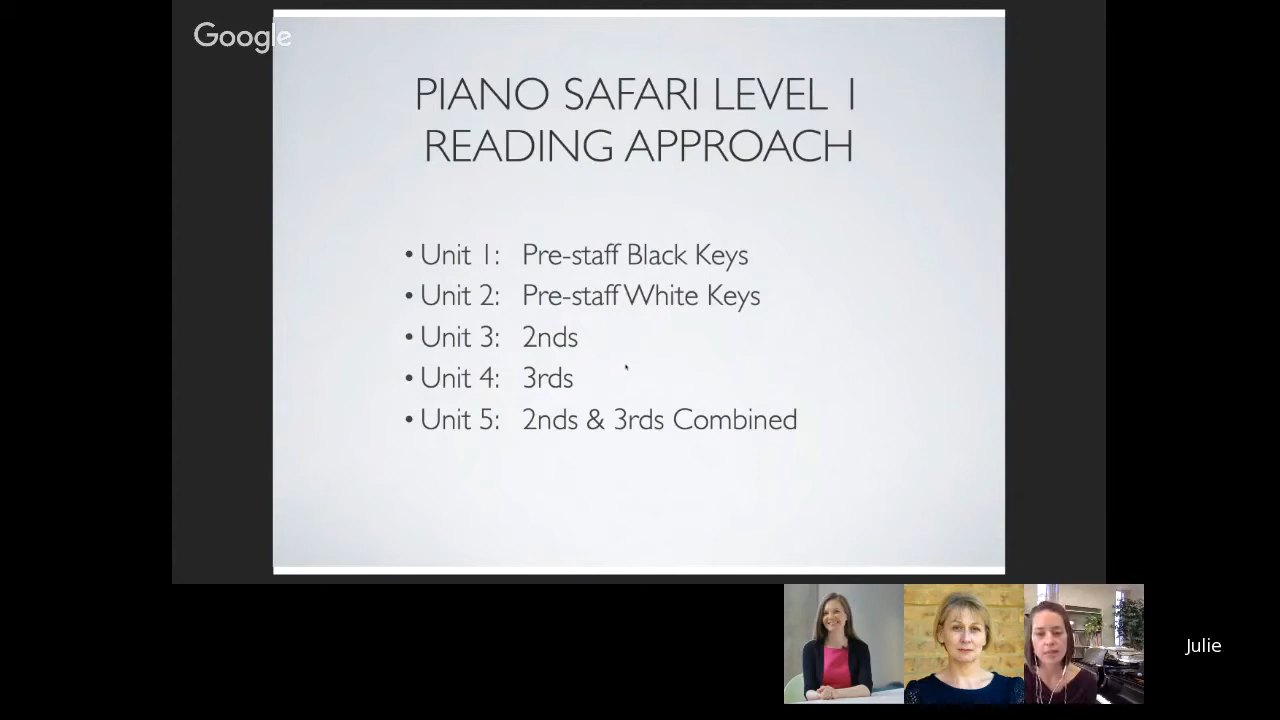 Google
PIANO SAFARI LEVEL 1
READING APPROACH
• Unit 1: Pre-staff Black Keys
• Unit 2: Pre-staff White Keys
• Unit 3: 2nds
• Unit 4: 3rds
• Unit 5: 2nds & 3rds Combined
Julie